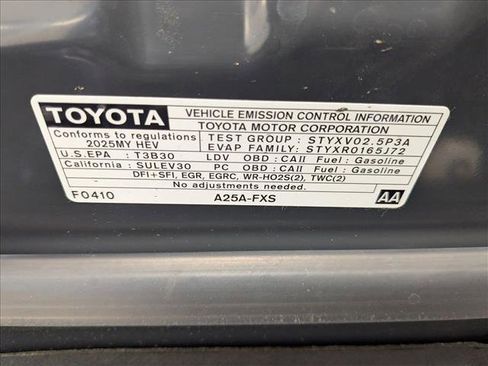 TOYOTA VEHICLE EMISSION CONTROL INFORMATION
TOYOTA MOTOR CORPORATION
Conforms to regulations TEST GROUP : STYXV02.5P3A
2025MY HEV EVAP FAMILY: STYXR0165J72
U.S.EPA : T3B30 LDV OBD : CAII Fuel : Gasoline
California : SULEV30 PC OBD : CAII Fuel : Gasoline
DFI+SFI, EGR, EGRC, WR-HO2S(2), TWC(2)
No adjustments needed.
F0410 A25A-FXS AA